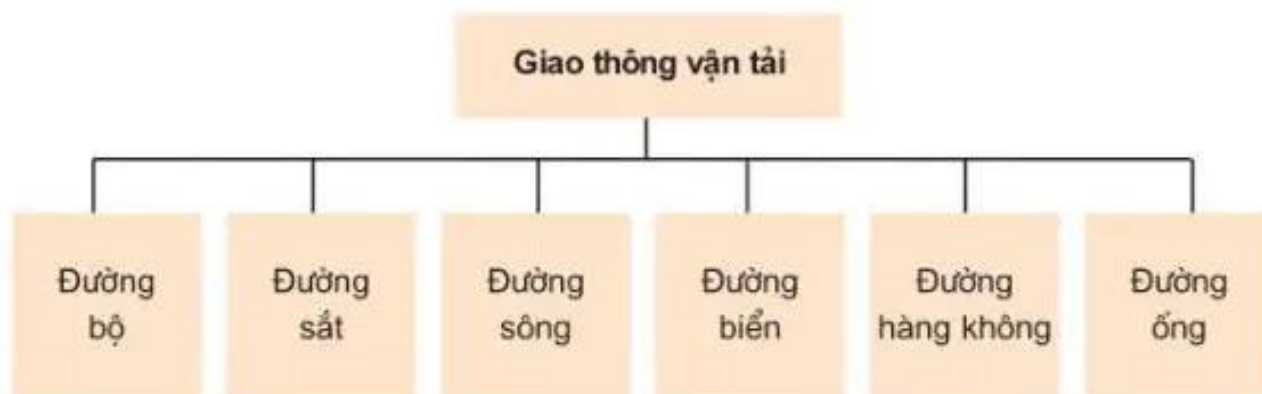 Giao thông vận tải
Đường
bộ
Đường
sắt
Đường
sông
Đường
biển
Đường
hàng không
Đường
ống